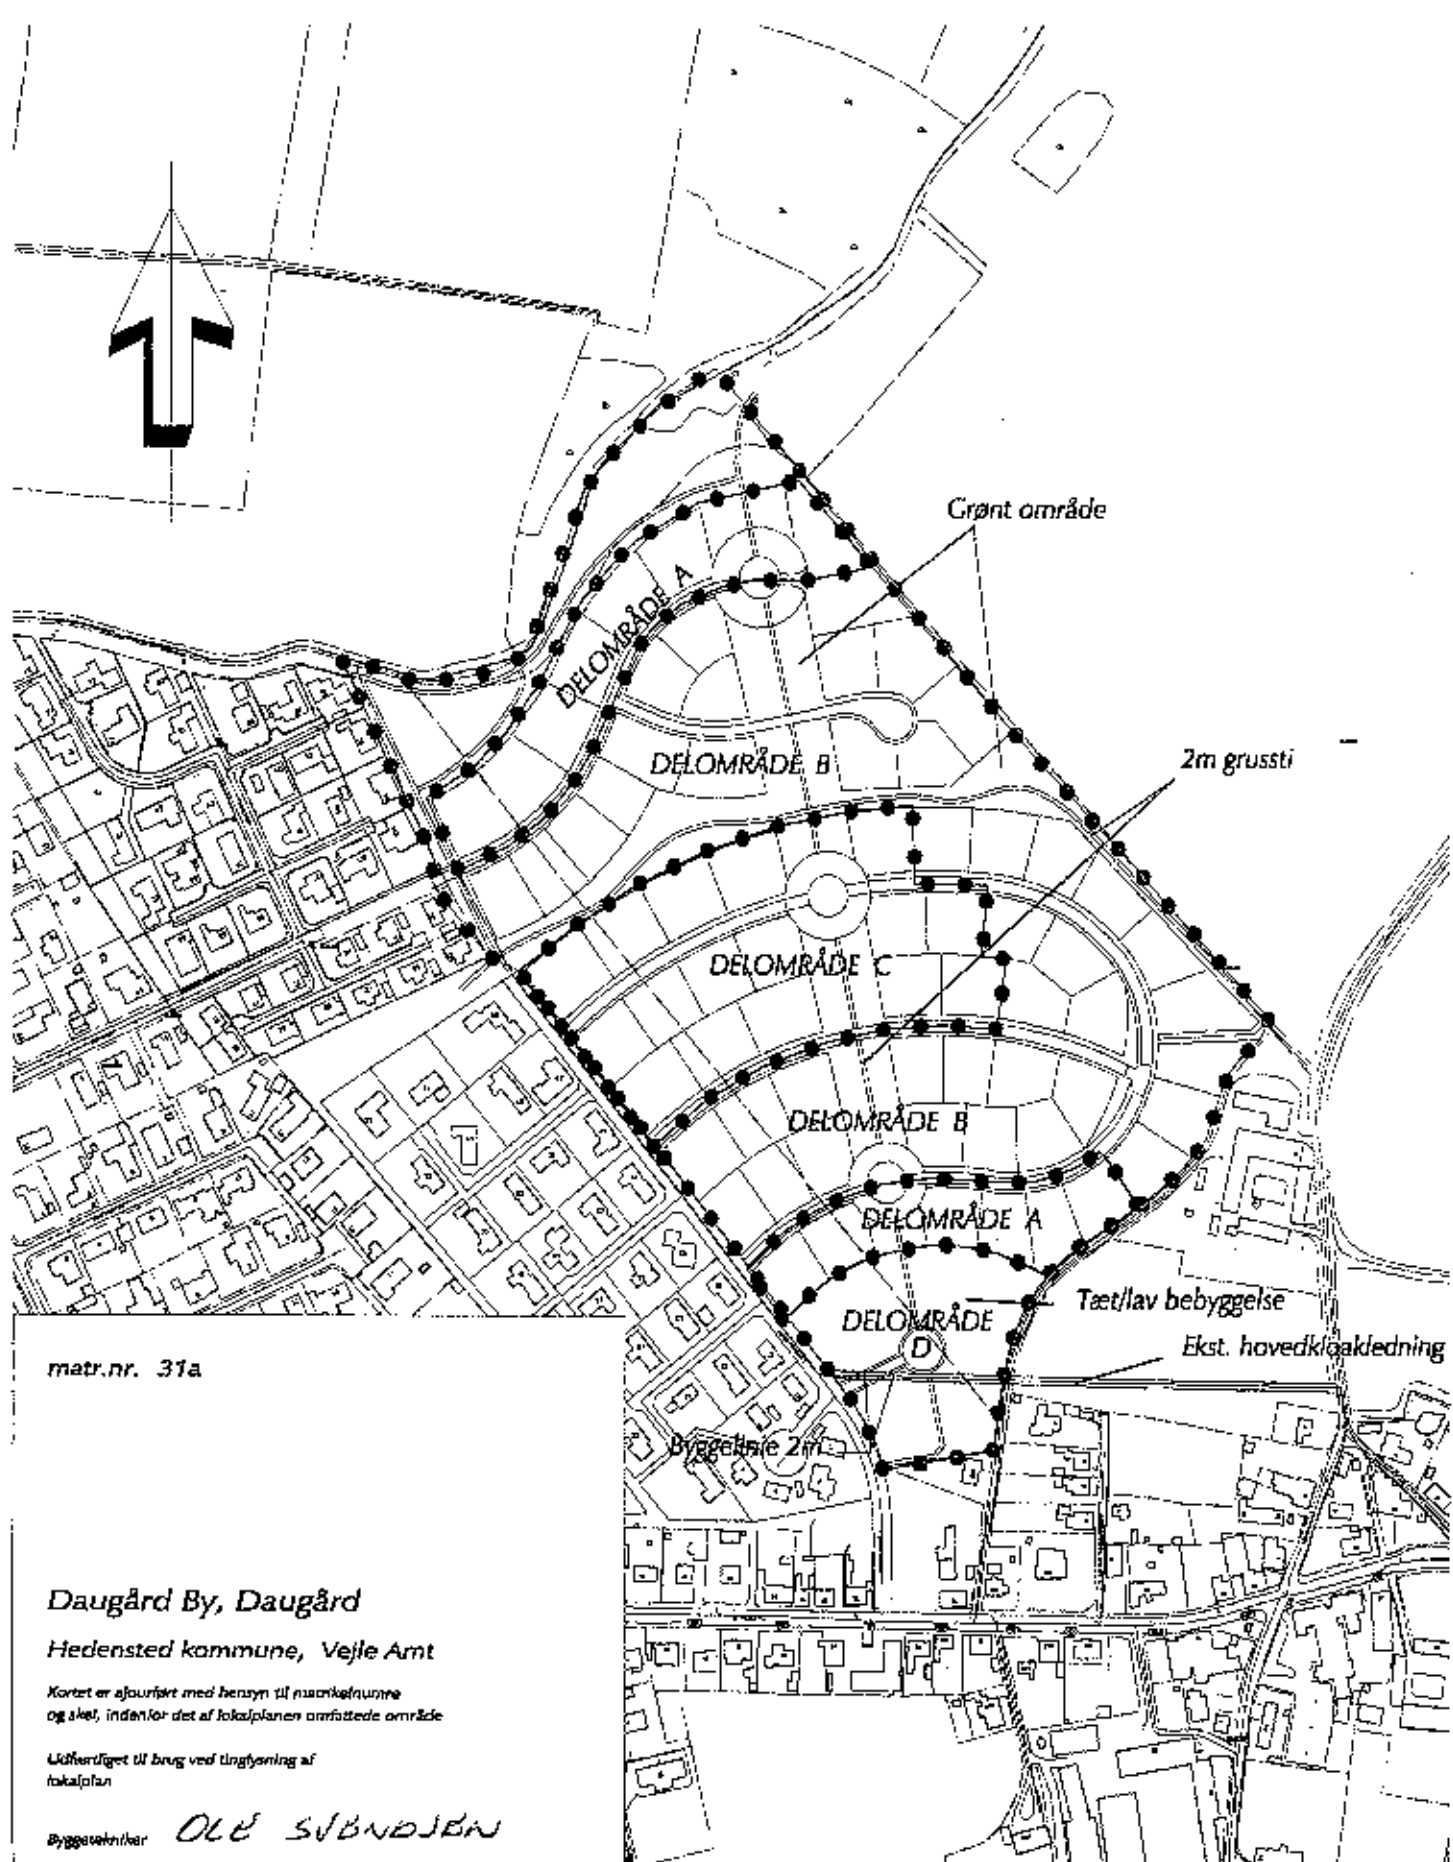 Grønt område
DELOMRÅDE A
2m grussti
DELOMRÅDE B
DELOMRÅDE C
DELOMRÅDE B
DELOMRÅDE A
Tæt/lav bebyggelse
DELOMRÅDE
D
Ekst. hovedkloakledning
Byggelinie 2m
matr.nr. 31a
Daugård By, Daugård
Hedensted kommune, Vejle Amt
Kortet er ajourført med hensyn til matrikelnumre
og skel, indenfor det af lokalplanen omfattede område
Udfærdiget til brug ved tinglysning af
lokalplan
Byggetekniker OLE SVENDSEN